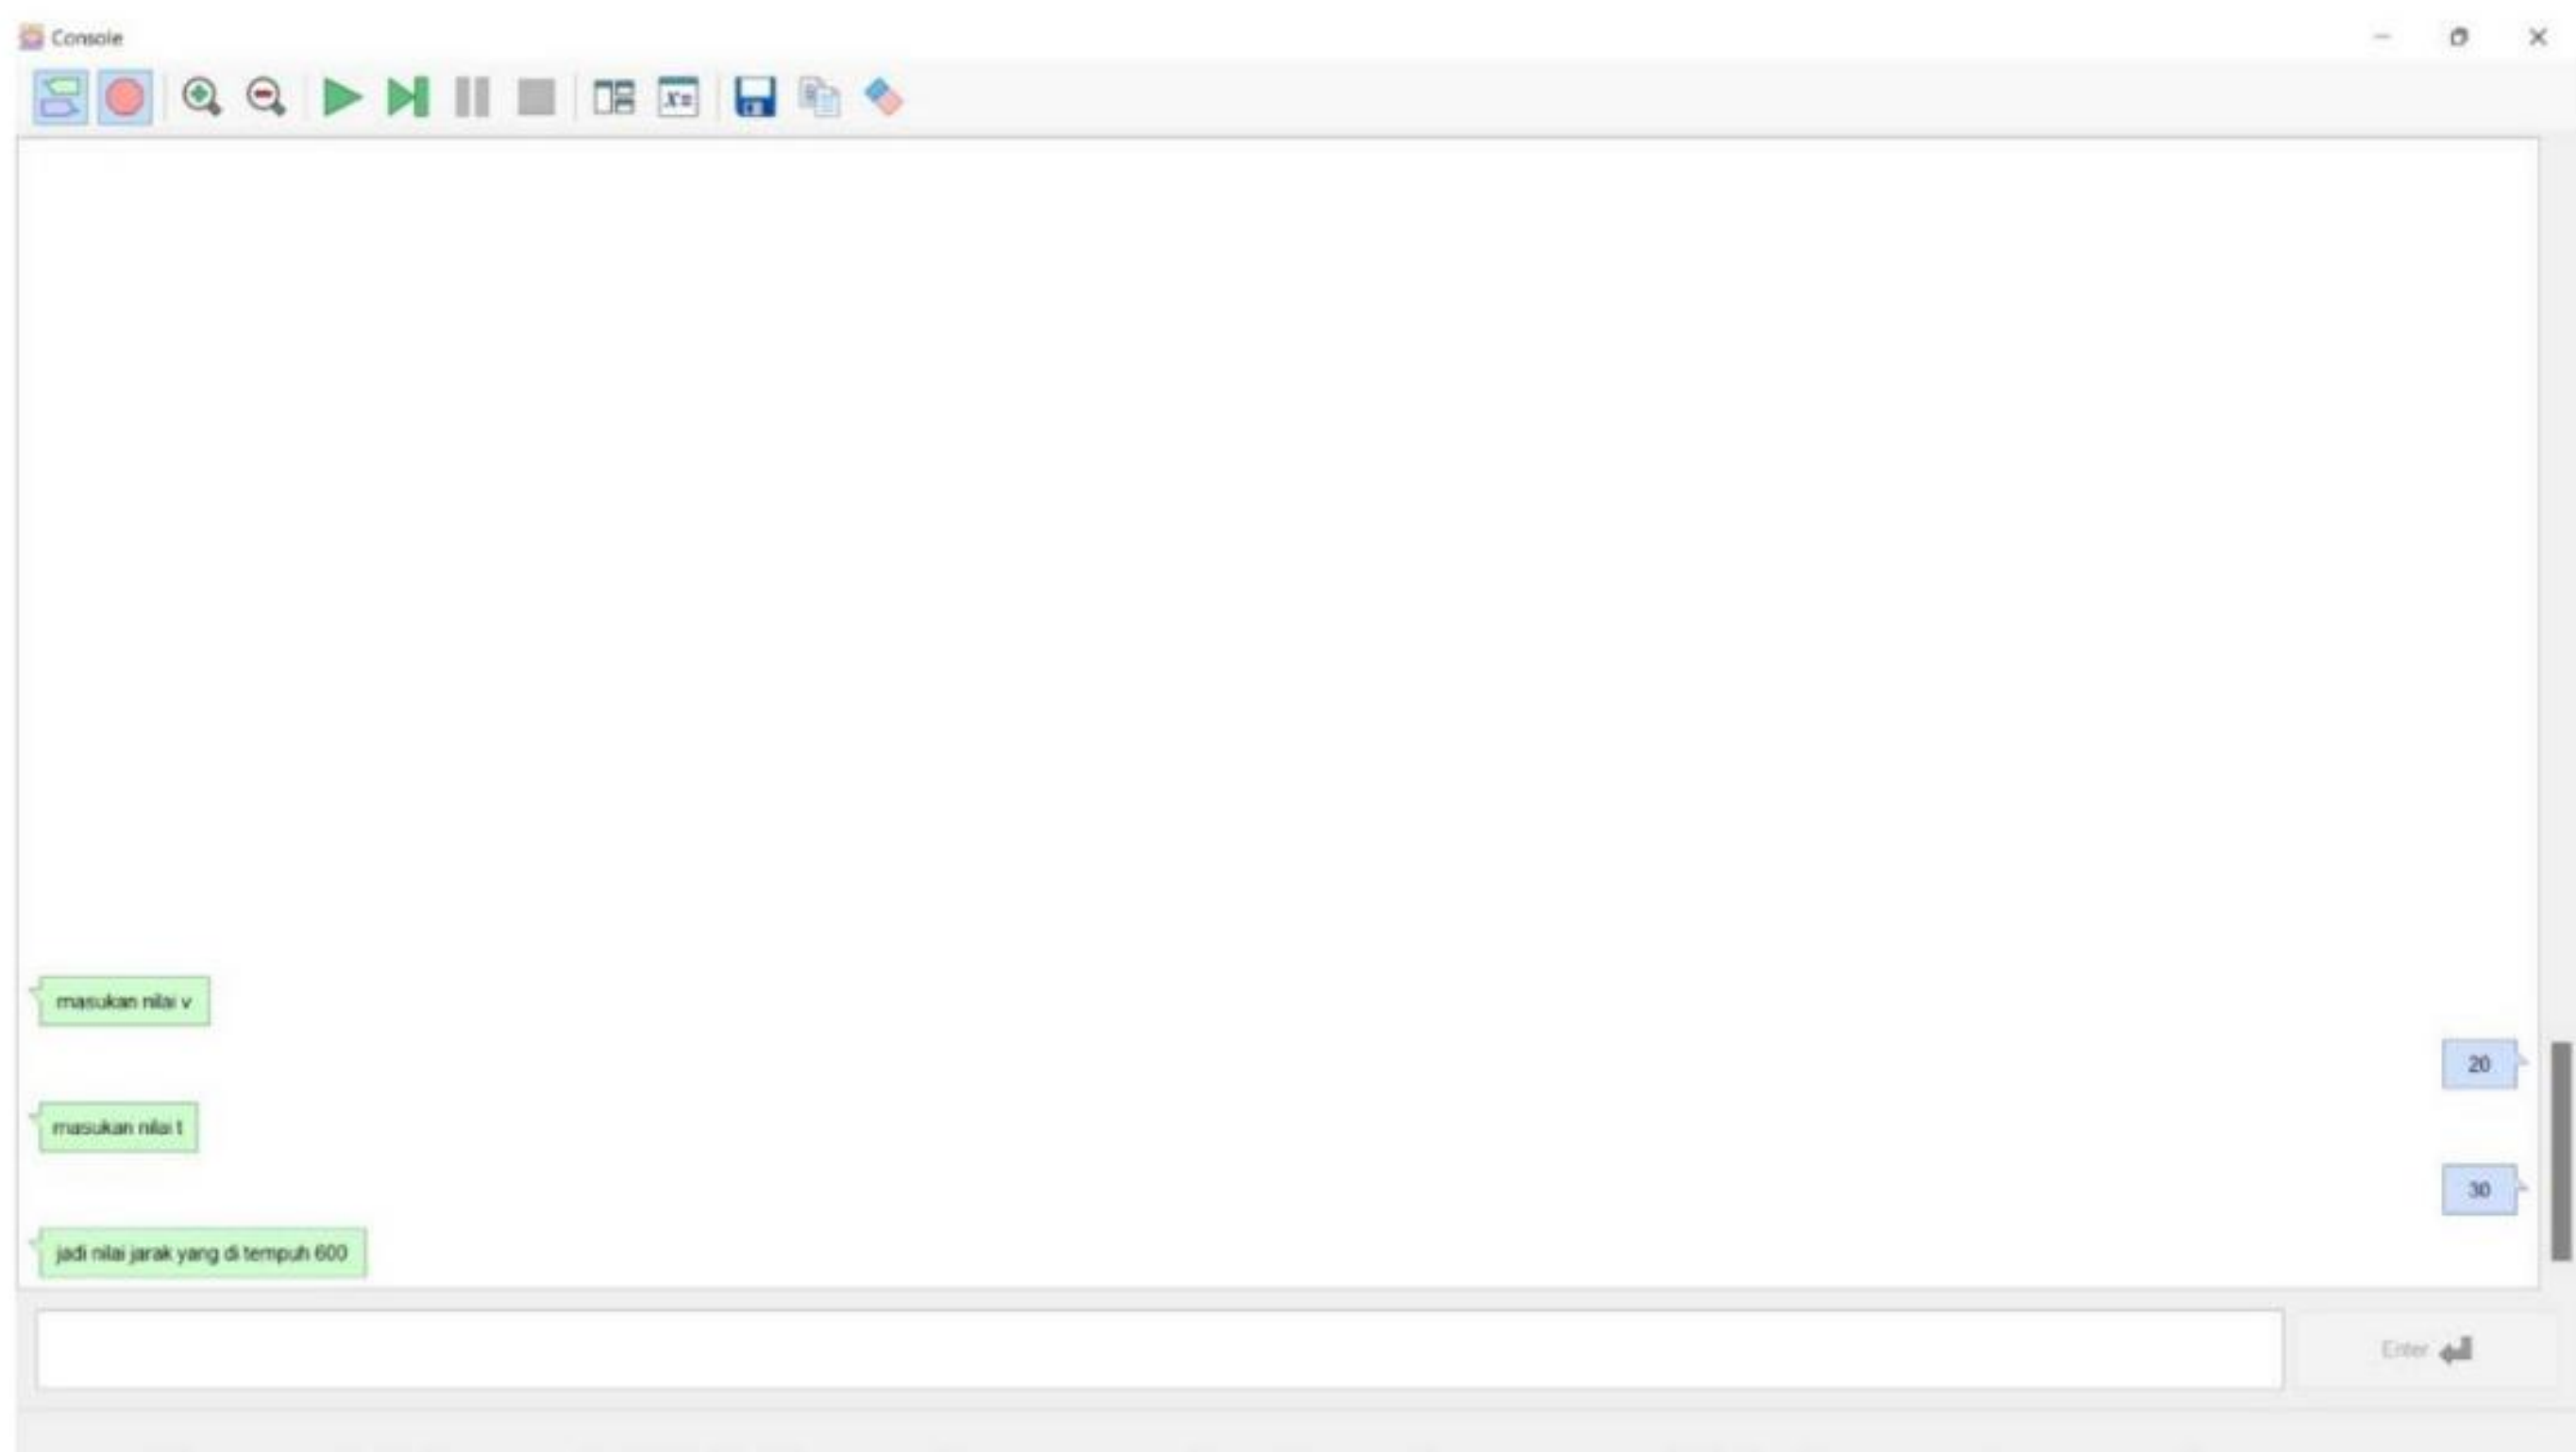 Console
x=
masukan nilai v
20
masukan nilai t
30
jadi nilai jarak yang di tempuh 600
Enter